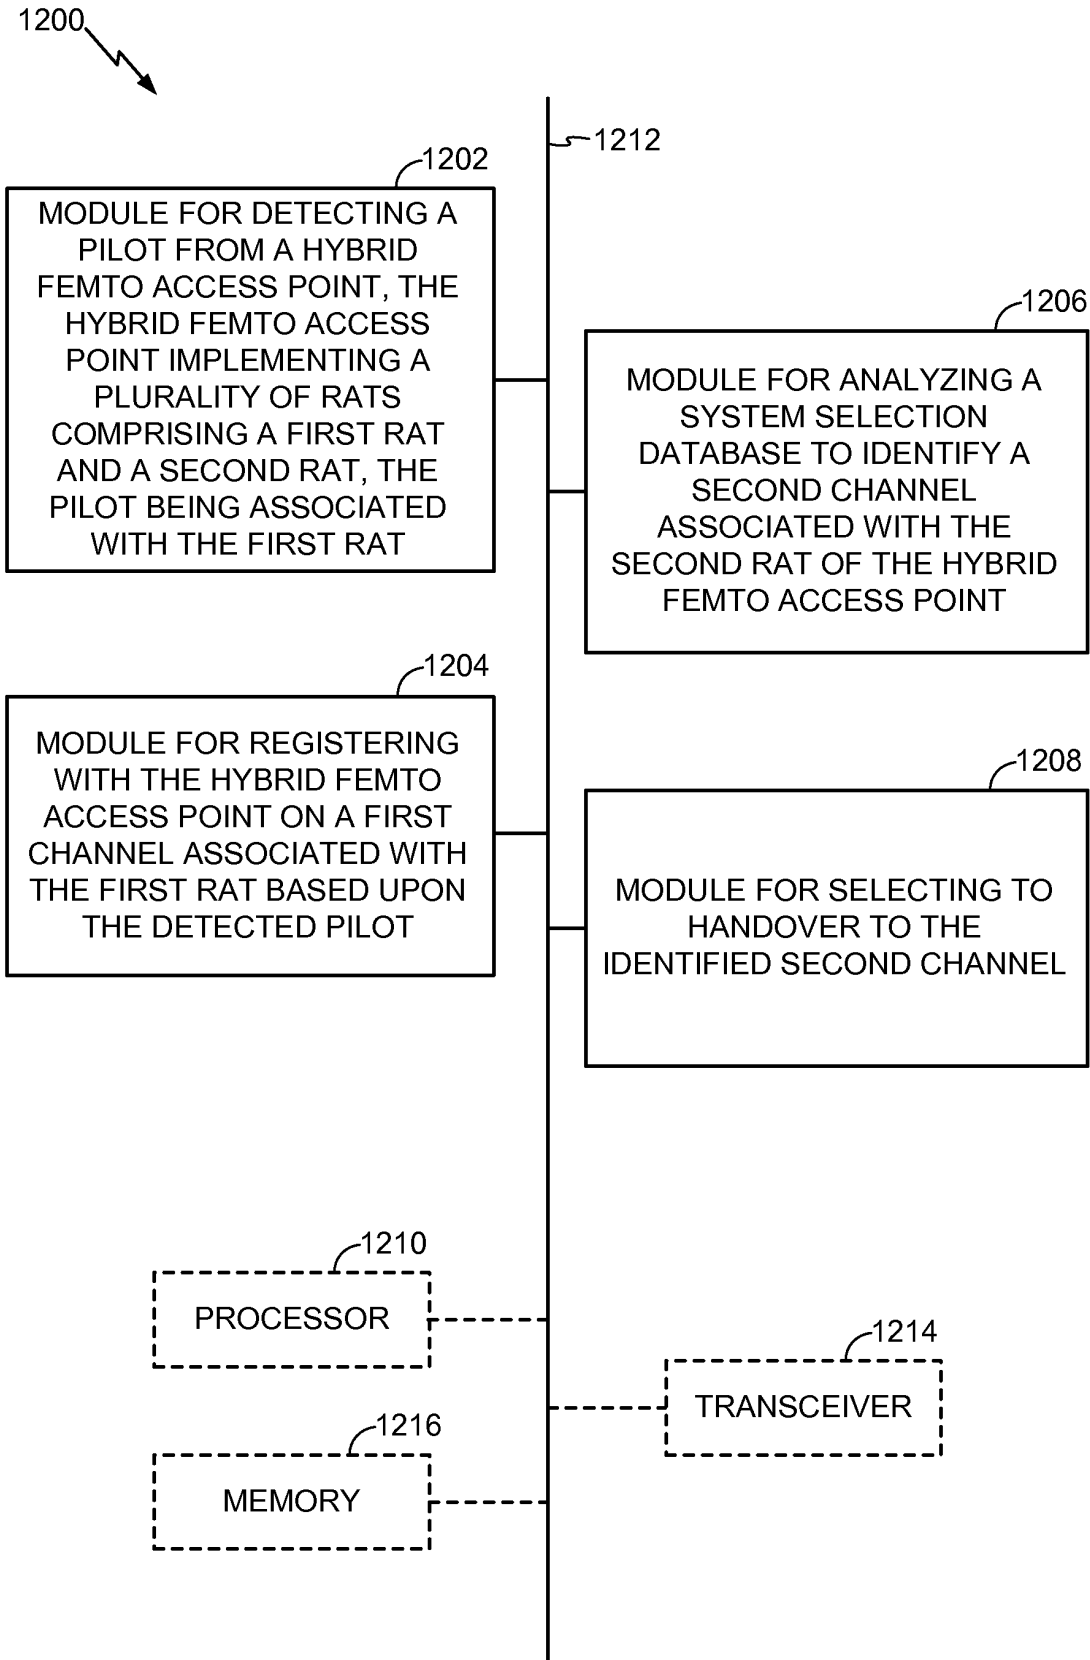 1200
1212
1202
MODULE FOR DETECTING A
PILOT FROM A HYBRID
FEMTO ACCESS POINT, THE
HYBRID FEMTO ACCESS
POINT IMPLEMENTING A
PLURALITY OF RATS
COMPRISING A FIRST RAT
AND A SECOND RAT, THE
PILOT BEING ASSOCIATED
WITH THE FIRST RAT
1206
MODULE FOR ANALYZING A
SYSTEM SELECTION
DATABASE TO IDENTIFY A
SECOND CHANNEL
ASSOCIATED WITH THE
SECOND RAT OF THE HYBRID
FEMTO ACCESS POINT
1204
MODULE FOR REGISTERING
WITH THE HYBRID FEMTO
ACCESS POINT ON A FIRST
CHANNEL ASSOCIATED WITH
THE FIRST RAT BASED UPON
THE DETECTED PILOT
1208
MODULE FOR SELECTING TO
HANDOVER TO THE
IDENTIFIED SECOND CHANNEL
1210
PROCESSOR
1214
TRANSCEIVER
1216
MEMORY